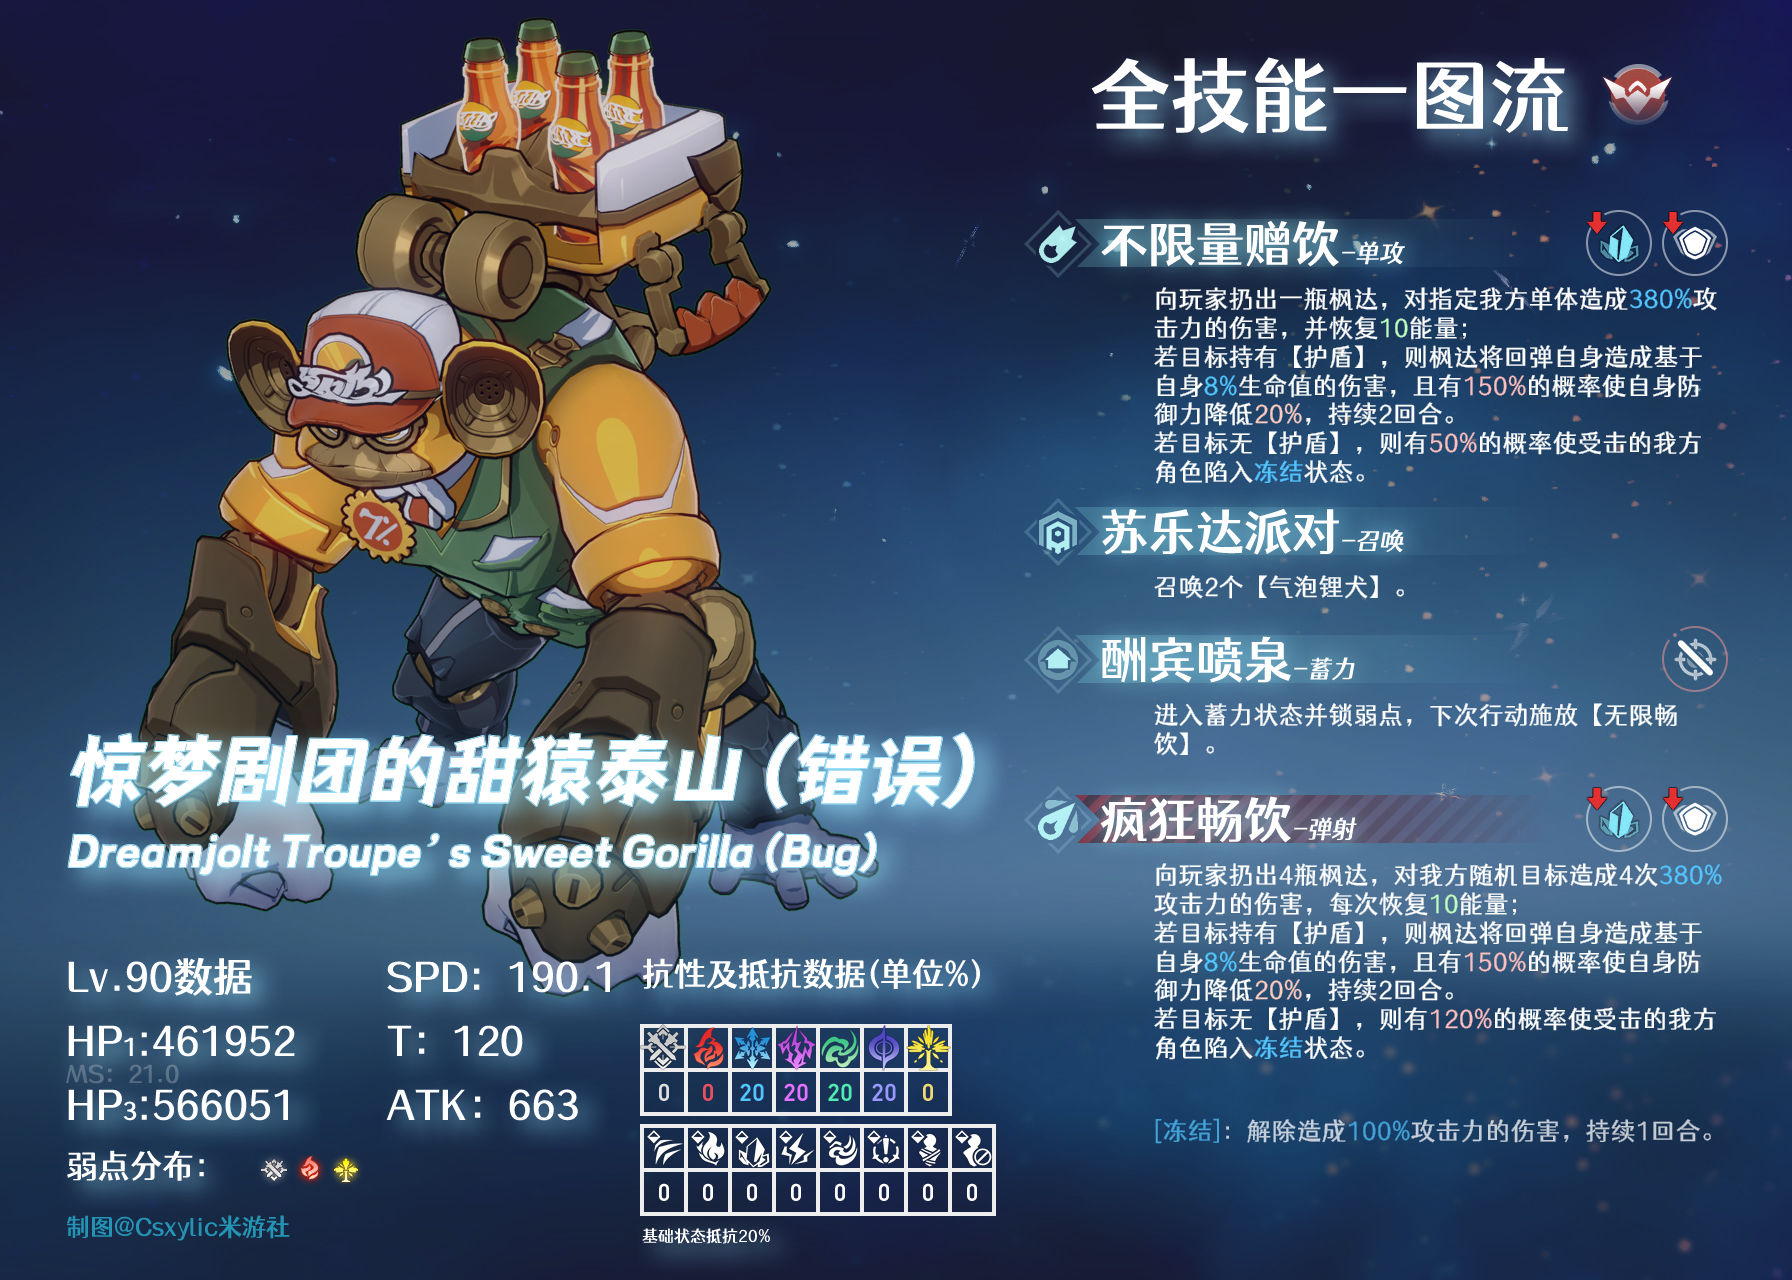 全技能一图流
不限量赠饮-单攻
向玩家扔出一瓶枫达，对指定我方单体造成380%攻
击力的伤害，并恢复10能量；
若目标持有【护盾】，则枫达将回弹自身造成基于
自身8%生命值的伤害，且有150%的概率使自身防
御力降低20%，持续2回合。
若目标无【护盾】，则有50%的概率使受击的我方
角色陷入冻结状态。
苏乐达派对-召唤
召唤2个【气泡锂犬】。
酬宾喷泉-蓄力
进入蓄力状态并锁弱点，下次行动施放【无限畅
饮】。
疯狂畅饮-弹射
向玩家扔出4瓶枫达，对我方随机目标造成4次380%
攻击力的伤害，每次恢复10能量；
若目标持有【护盾】，则枫达将回弹自身造成基于
自身8%生命值的伤害，且有150%的概率使自身防
御力降低20%，持续2回合。
若目标无【护盾】，则有120%的概率使受击的我方
角色陷入冻结状态。
[冻结]：解除造成100%攻击力的伤害，持续1回合。
7%
惊梦剧团的甜猿泰山（错误）
Dreamjolt Troupe's Sweet Gorilla (Bug)
Lv.90数据
SPD: 190.1
HP1:461952
T: 120
MS: 21.0
HP3:566051
ATK: 663
弱点分布：
制图@Csxylic米游社
抗性及抵抗数据(单位%)
0 0 20 20 20 20 0
0 0 0 0 0 0 0 0
基础状态抵抗20%